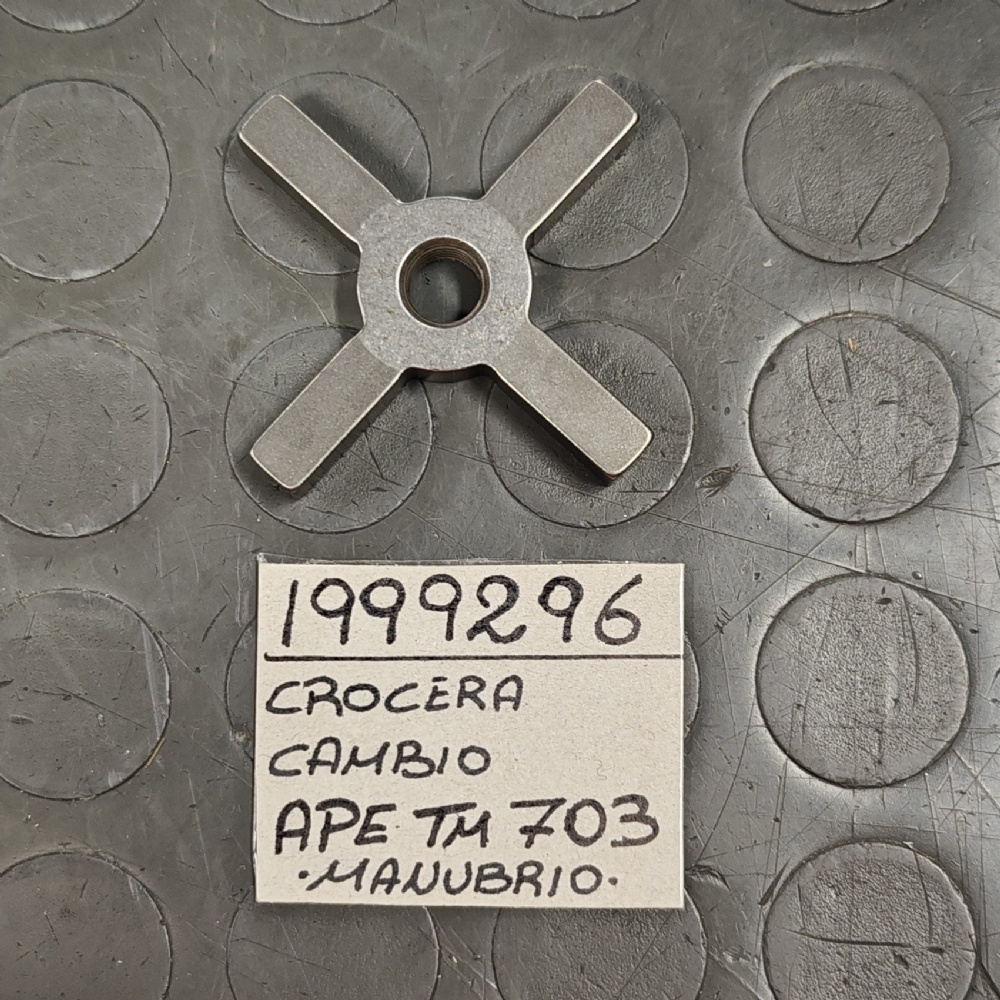 1999296
CROCERA
CAMBIO
APE TM 703
·MANUBRIO·